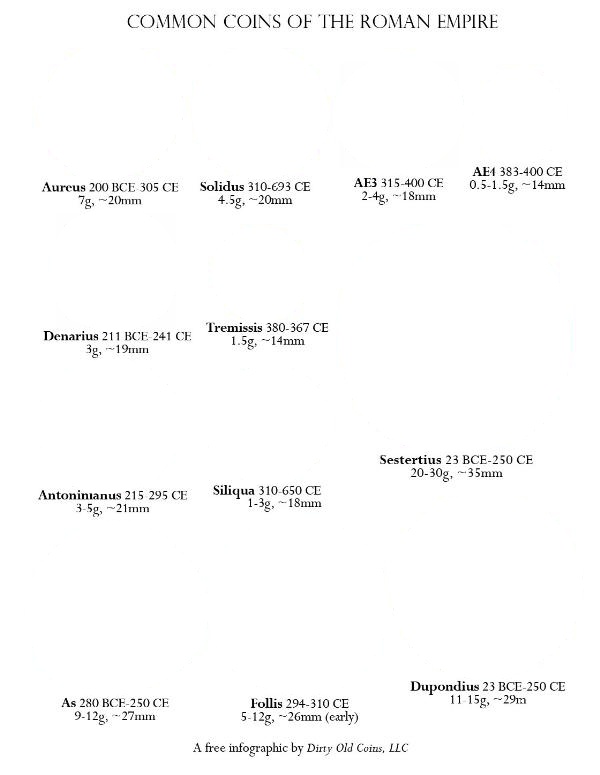 COMMON COINS OF THE ROMAN EMPIRE
Aureus 200 BCE-305 CE
7g, ~20mm
Solidus 310-693 CE
4.5g, ~20mm
AE3 315-400 CE
2-4g, ~18mm
AE4 383-400 CE
0.5-1.5g, ~14mm
Denarius 211 BCE-241 CE
3g, ~19mm
Tremissis 380-367 CE
1.5g, ~14mm
Sestertius 23 BCE-250 CE
20-30g, ~35mm
Antoninianus 215-295 CE
3-5g, ~21mm
Siliqua 310-650 CE
1-3g, ~18mm
As 280 BCE-250 CE
9-12g, ~27mm
Follis 294-310 CE
5-12g, ~26mm (early)
Dupondius 23 BCE-250 CE
11-15g, ~29m
A free infographic by Dirty Old Coins, LLC